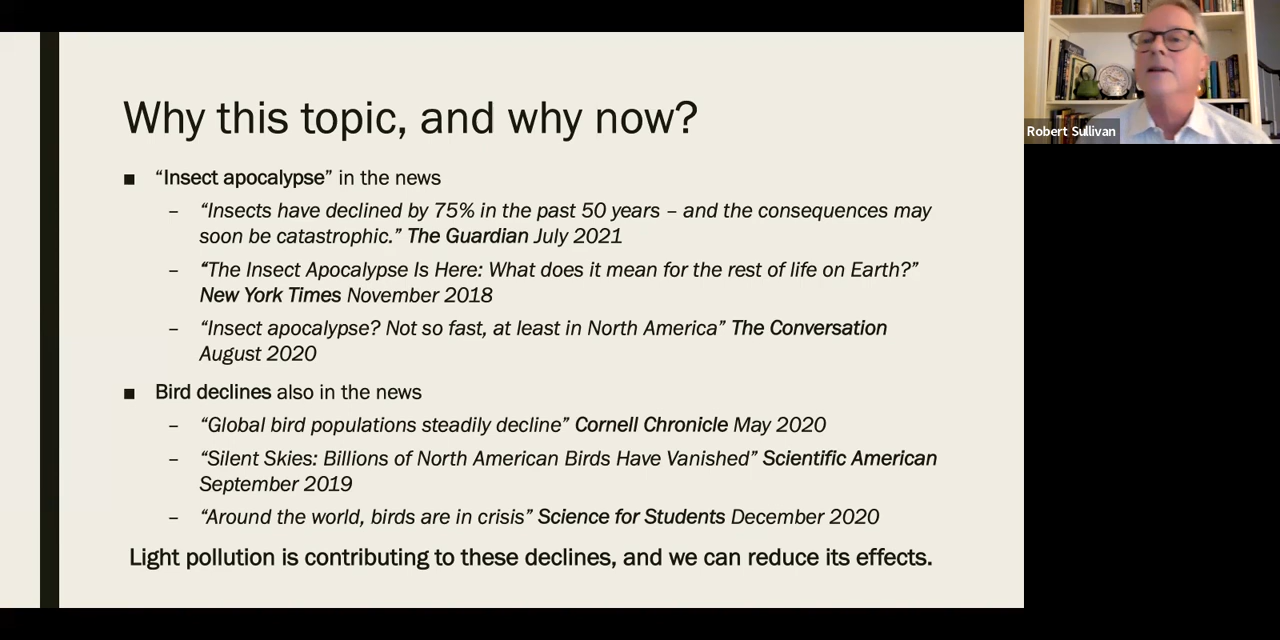 Why this topic, and why now?
■ “Insect apocalypse” in the news
– “Insects have declined by 75% in the past 50 years – and the consequences may
soon be catastrophic.” The Guardian July 2021
– “The Insect Apocalypse Is Here: What does it mean for the rest of life on Earth?”
New York Times November 2018
– “Insect apocalypse? Not so fast, at least in North America” The Conversation
August 2020
■ Bird declines also in the news
– “Global bird populations steadily decline” Cornell Chronicle May 2020
– “Silent Skies: Billions of North American Birds Have Vanished” Scientific American
September 2019
– “Around the world, birds are in crisis” Science for Students December 2020
Light pollution is contributing to these declines, and we can reduce its effects.
Robert Sullivan